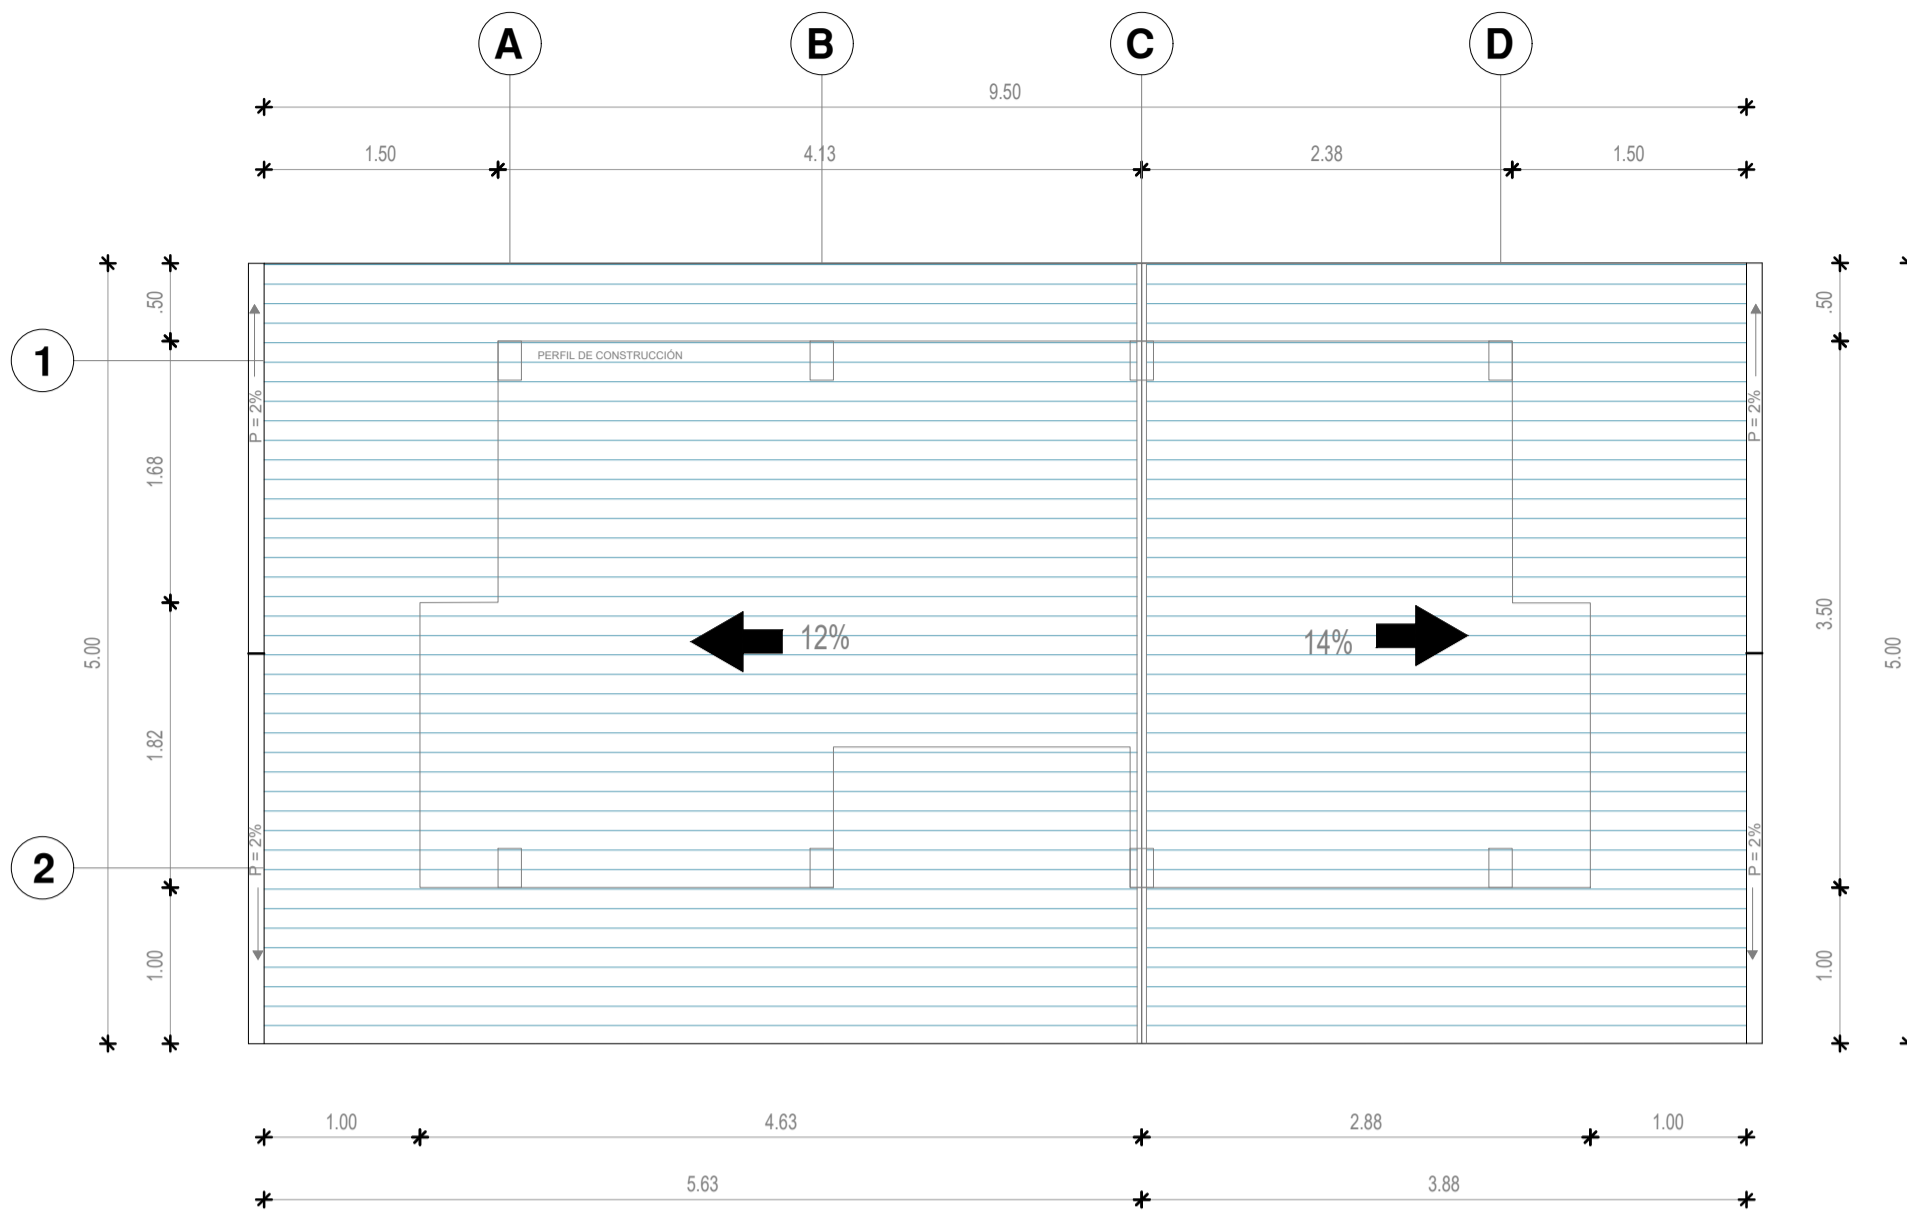 A
B
C
D
9.50
1.50
4.13
2.38
1.50
.50
.50
1
PERFIL DE CONSTRUCCIÓN
P = 2%
P = 2%
1.68
5.00
12%
14%
3.50
5.00
1.82
P = 2%
P = 2%
2
1.00
1.00
1.00
4.63
2.88
1.00
5.63
3.88